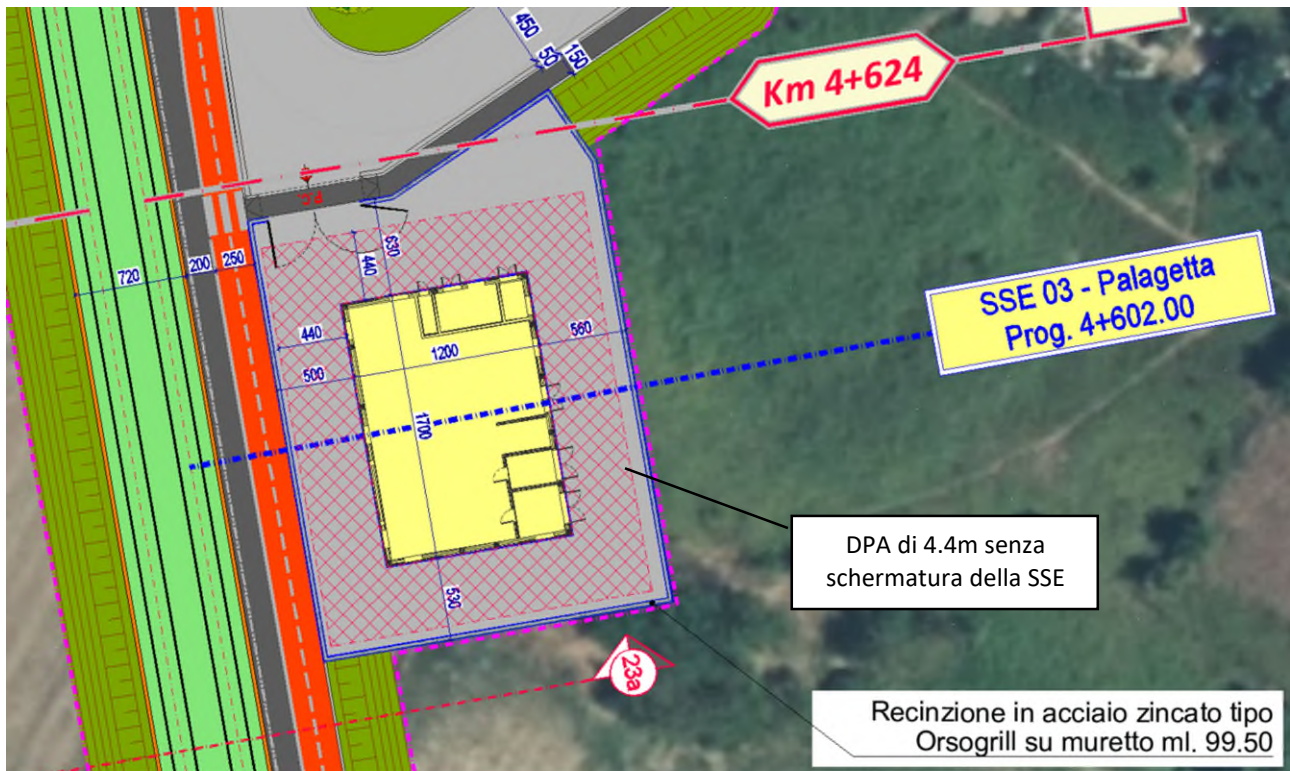 450
50
150
Km 4+624
P.C.
720
200
250
440
630
440
500
1200
560
1700
530
SSE 03 - Palagetta
Prog. 4+602.00
DPA di 4.4m senza
schermatura della SSE
23a
Recinzione in acciaio zincato tipo
Orsogrill su muretto ml. 99.50